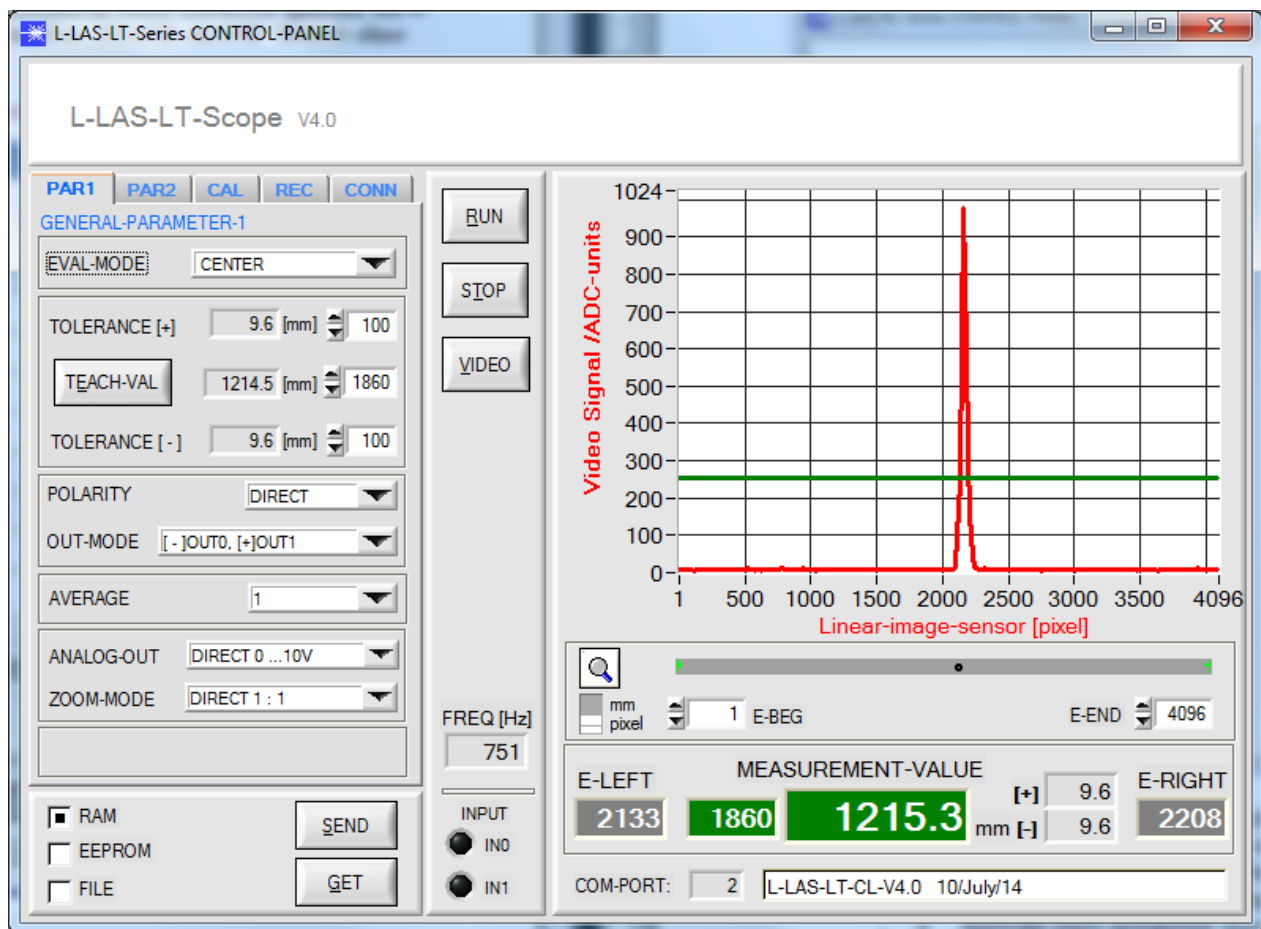 L-LAS-LT-Series CONTROL-PANEL
L-LAS-LT-Scope V4.0
PAR1 PAR2 CAL REC CONN
GENERAL-PARAMETER-1
EVAL-MODE CENTER
TOLERANCE [+] 9.6 [mm] 100
TEACH-VAL 1214.5 [mm] 1860
TOLERANCE [ - ] 9.6 [mm] 100
POLARITY DIRECT
OUT-MODE [ - ]OUT0, [+]OUT1
AVERAGE 1
ANALOG-OUT DIRECT 0 ...10V
ZOOM-MODE DIRECT 1 : 1
RAM
EEPROM
FILE
SEND
GET
RUN
STOP
VIDEO
FREQ [Hz]
751
INPUT
IN0
IN1
Video Signal /ADC-units
1024
900
800
700
600
500
400
300
200
100
0
1 500 1000 1500 2000 2500 3000 3500 4096
Linear-image-sensor [pixel]
mm
pixel
1 E-BEG
E-END 4096
MEASUREMENT-VALUE
E-LEFT
2133
1860
1215.3 mm
[+] 9.6
[-] 9.6
E-RIGHT
2208
COM-PORT: 2 L-LAS-LT-CL-V4.0 10/July/14